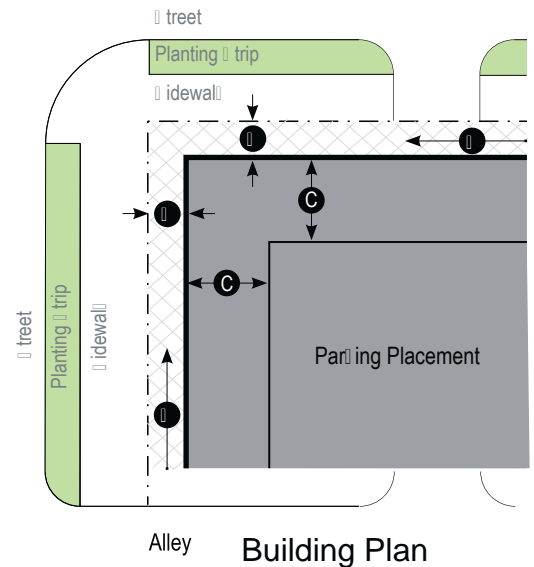 ▯ treet
Planting ▯ trip
▯ idewal▯
▯
▯
C
▯
C
▯ treet
Planting ▯ trip
▯ idewal▯
Par▯ing Placement
▯
Alley
Building Plan